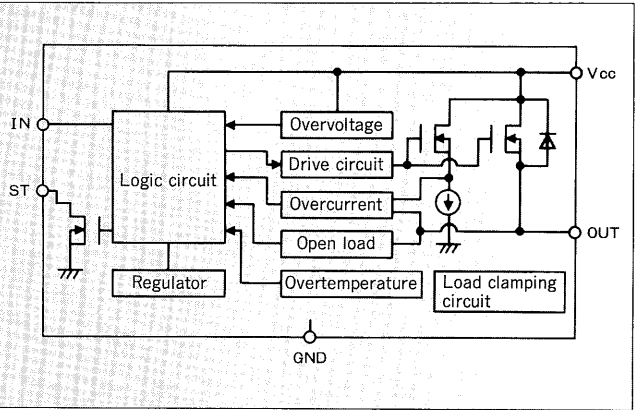 Vcc
IN
Overvoltage
Drive circuit
Logic circuit
ST
Overcurrent
OUT
Open load
Regulator
Overtemperature
Load clamping
circuit
GND